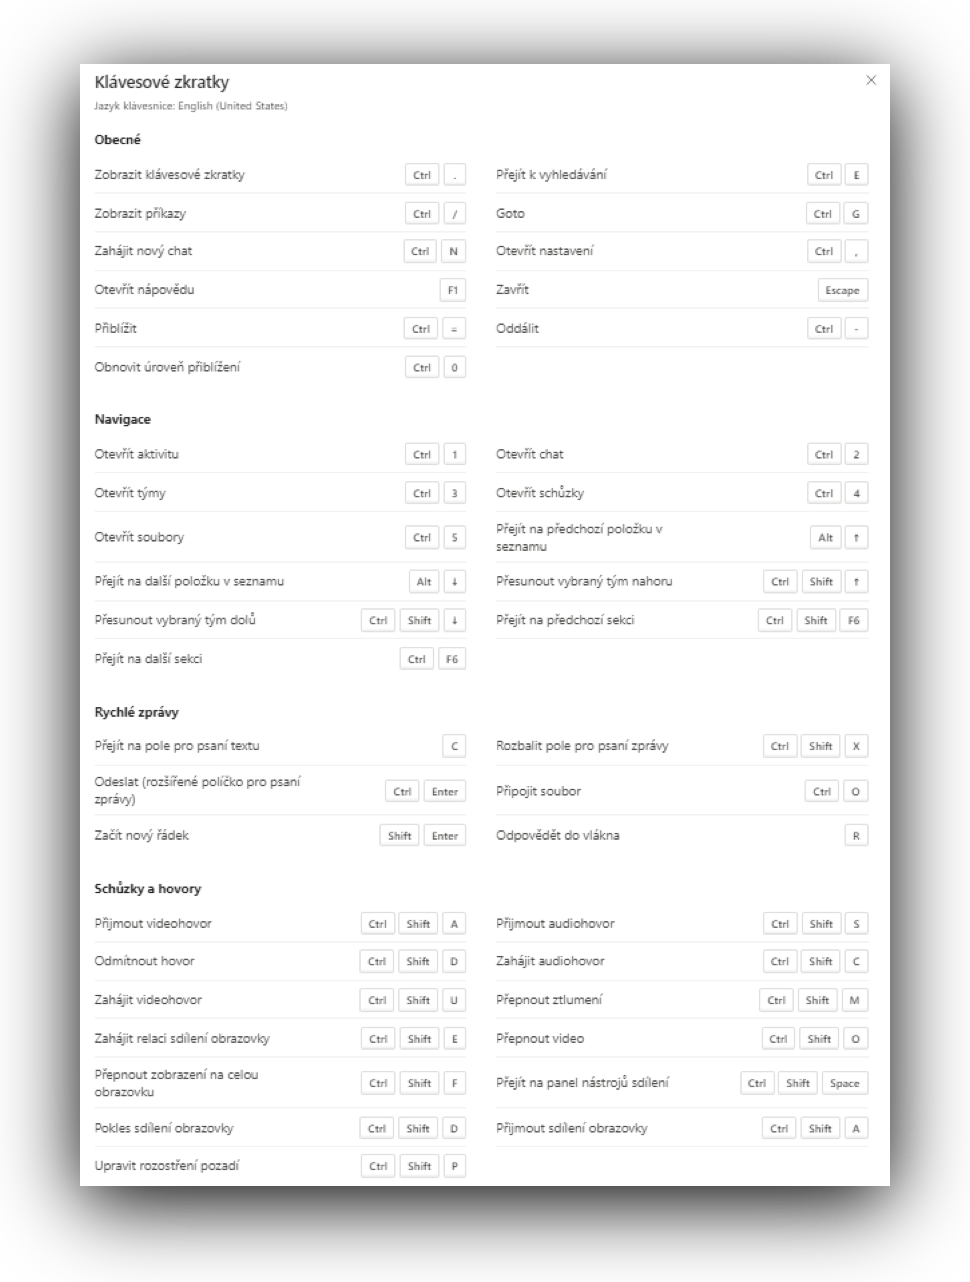 Klávesové zkratky
Jazyk klávesnice: English (United States)
Obecné
Zobrazit klávesové zkratky Ctrl . Přejít k vyhledávání Ctrl E
Zobrazit příkazy Ctrl / Goto Ctrl G
Zahájit nový chat Ctrl N Otevřít nastavení Ctrl ,
Otevřít nápovědu F1 Zavřít Escape
Přiblížit Ctrl = Oddálit Ctrl -
Obnovit úroveň přiblížení Ctrl 0
Navigace
Otevřít aktivitu Ctrl 1 Otevřít chat Ctrl 2
Otevřít týmy Ctrl 3 Otevřít schůzky Ctrl 4
Otevřít soubory Ctrl 5 Přejít na předchozí položku v
seznamu Alt ↑
Přejít na další položku v seznamu Alt ↓ Přesunout vybraný tým nahoru Ctrl Shift ↑
Přesunout vybraný tým dolů Ctrl Shift ↓ Přejít na předchozí sekci Ctrl Shift F6
Přejít na další sekci Ctrl F6
Rychlé zprávy
Přejít na pole pro psaní textu C Rozbalit pole pro psaní zprávy Ctrl Shift X
Odeslat (rozšířené políčko pro psaní
zprávy) Ctrl Enter Připojit soubor Ctrl O
Začít nový řádek Shift Enter Odpovědět do vlákna R
Schůzky a hovory
Přijmout videohovor Ctrl Shift A Přijmout audiohovor Ctrl Shift S
Odmítnout hovor Ctrl Shift D Zahájit audiohovor Ctrl Shift C
Zahájit videohovor Ctrl Shift U Přepnout ztlumení Ctrl Shift M
Zahájit relaci sdílení obrazovky Ctrl Shift E Přepnout video Ctrl Shift O
Přepnout zobrazení na celou
obrazovku Ctrl Shift F Přejít na panel nástrojů sdílení Ctrl Shift Space
Pokles sdílení obrazovky Ctrl Shift D Přijmout sdílení obrazovky Ctrl Shift A
Upravit rozostření pozadí Ctrl Shift P